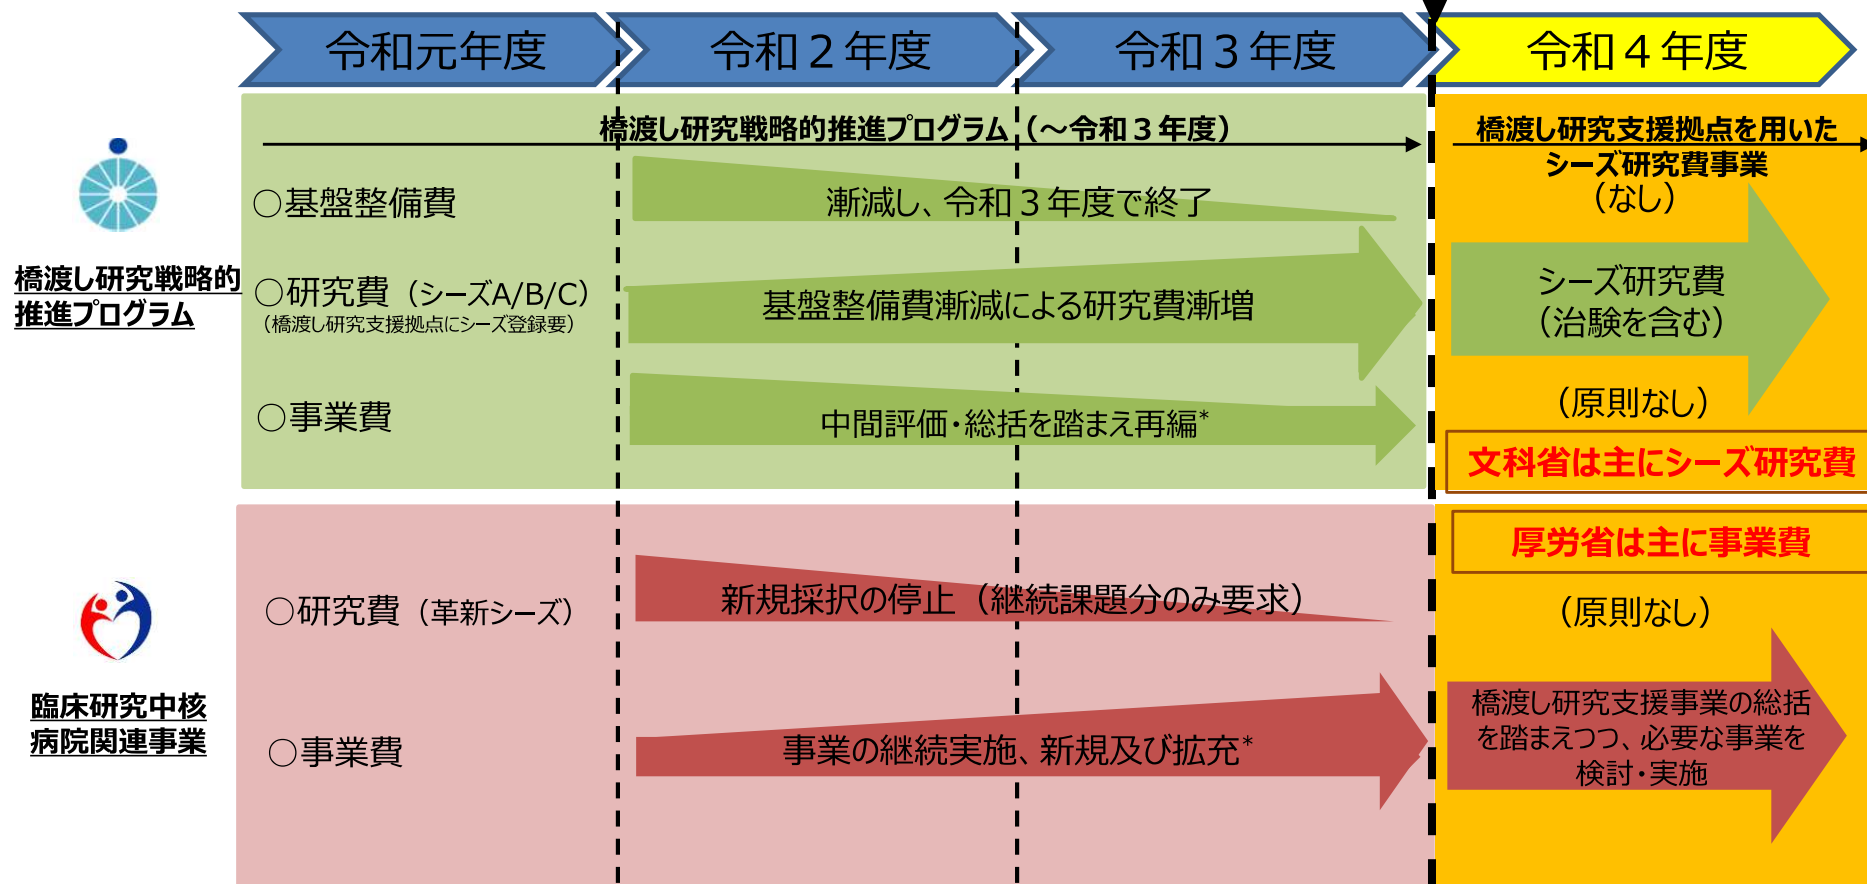 令和元年度
令和２年度
令和３年度
令和４年度
橋渡し研究戦略的推進プログラム（～令和３年度）
橋渡し研究支援拠点を用いた
シーズ研究費事業
橋渡し研究戦略的
推進プログラム
○基盤整備費
漸減し、令和３年度で終了
（なし）
○研究費（シーズA/B/C）
（橋渡し研究支援拠点にシーズ登録要）
基盤整備費漸減による研究費漸増
シーズ研究費
（治験を含む）
○事業費
中間評価・総括を踏まえ再編*
（原則なし）
文科省は主にシーズ研究費
厚労省は主に事業費
臨床研究中核
病院関連事業
○研究費（革新シーズ）
新規採択の停止（継続課題分のみ要求）
（原則なし）
○事業費
事業の継続実施、新規及び拡充*
橋渡し研究支援事業の総括
を踏まえつつ、必要な事業を
検討・実施